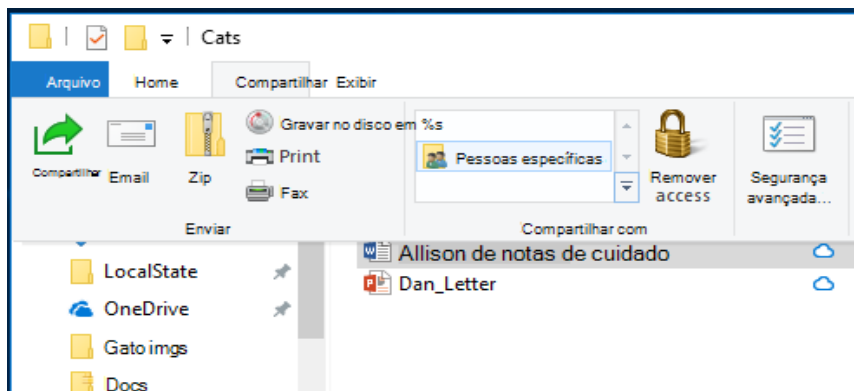 Cats
Arquivo Home Compartilhar Exibir
Compartilhar
Email
Zip
Gravar no disco em %s
Print
Fax
Enviar
Pessoas específicas
Remover
access
Compartilhar com
Segurança
avançada...
LocalState
OneDrive
Gato imgs
Docs
Allison de notas de cuidado
Dan_Letter